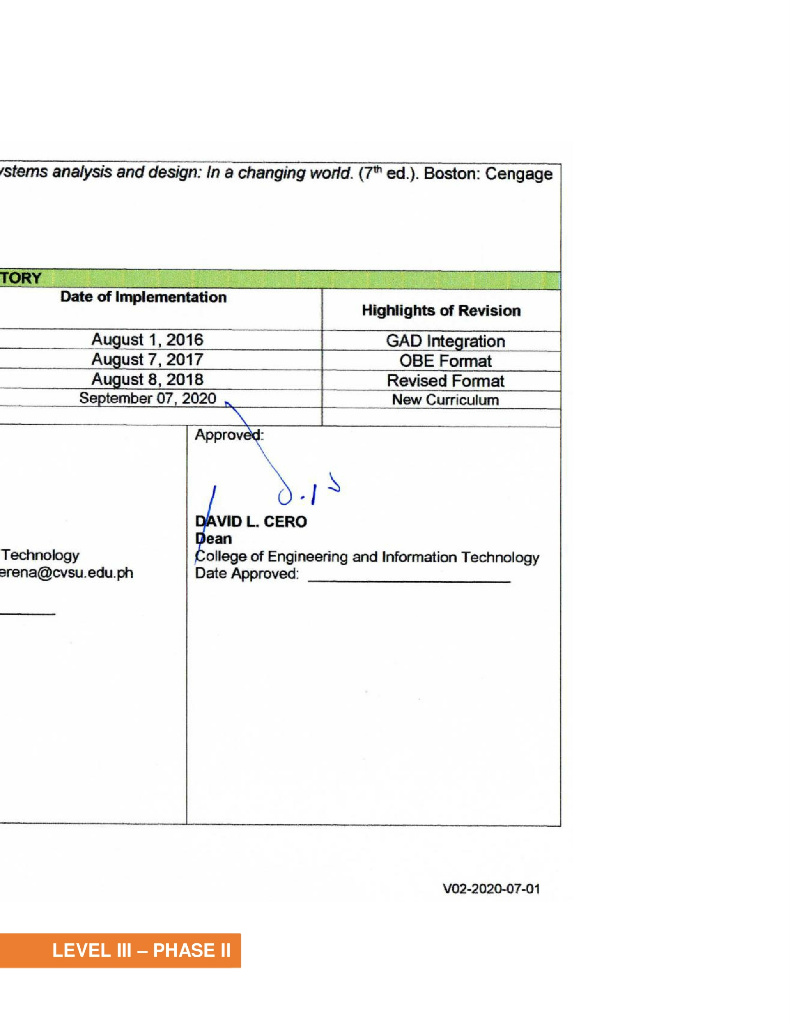 ystems analysis and design: In a changing world. (7th ed.). Boston: Cengage
TORY
Date of Implementation
Highlights of Revision
August 1, 2016
GAD Integration
August 7, 2017
OBE Format
August 8, 2018
Revised Format
September 07, 2020
New Curriculum
Approved:
DAVID L. CERO
Dean
Technology
College of Engineering and Information Technology
erena@cvsu.edu.ph
Date Approved:
V02-2020-07-01
LEVEL III – PHASE II